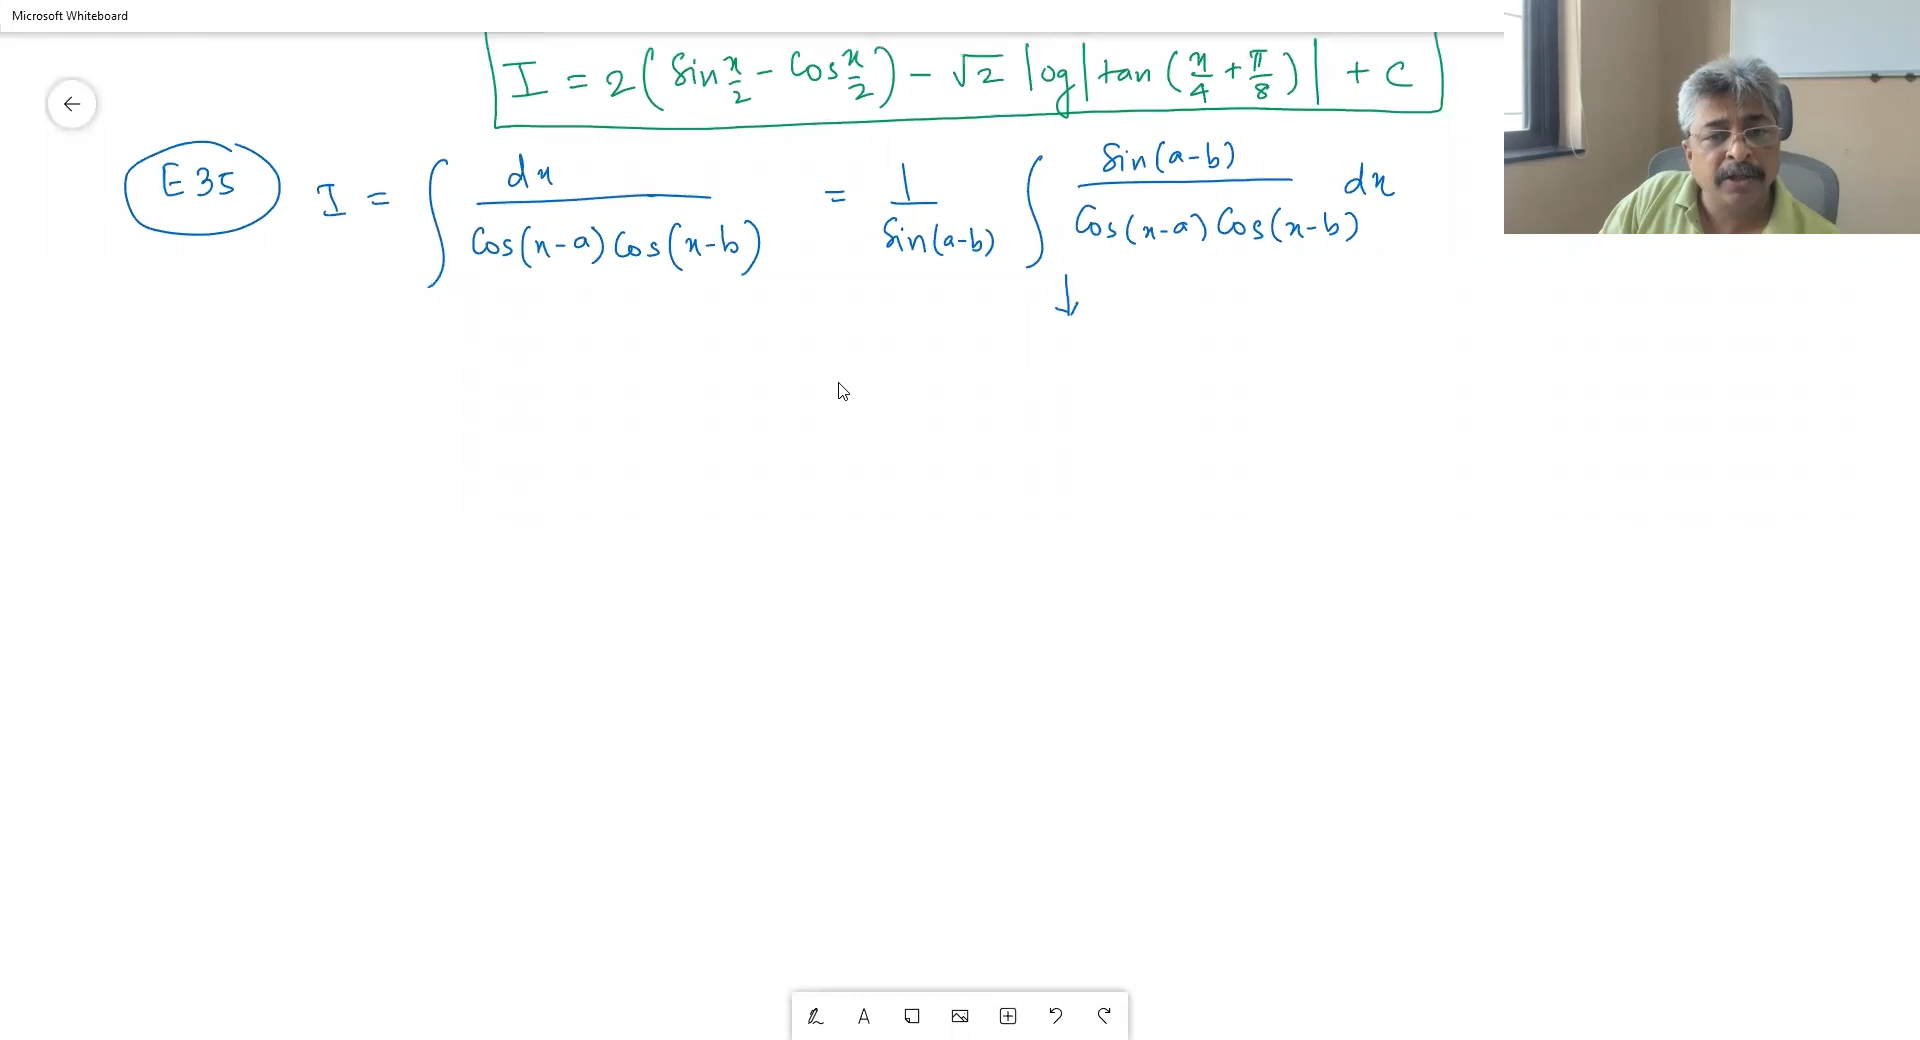 Microsoft Whiteboard
I = 2(Sin x/2 - Cos x/2) - √2 log|tan(x/4 + π/8)| + C
E35 I = ∫ dx / Cos(x-a) Cos(x-b) = 1 / Sin(a-b) ∫ Sin(a-b) / Cos(x-a) Cos(x-b) dx